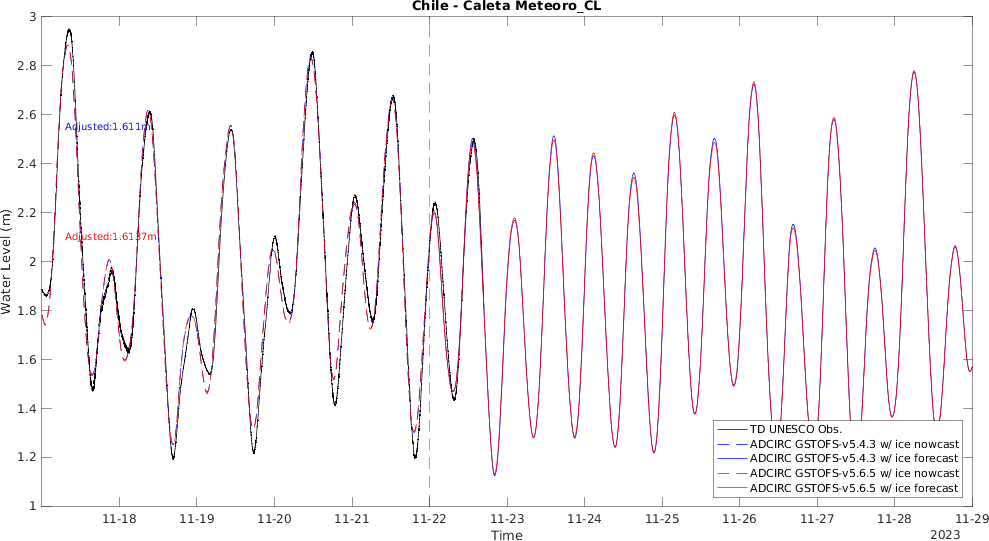 Chile - Caleta Meteoro_CL
3
2.8
2.6
2.4
2.2
2
1.8
1.6
1.4
1.2
1
Water Level (m)
Adjusted:1.611m
Adjusted:1.6137m
TD UNESCO Obs.
ADCIRC GSTOFS-v5.4.3 w/ ice nowcast
ADCIRC GSTOFS-v5.4.3 w/ ice forecast
ADCIRC GSTOFS-v5.6.5 w/ ice nowcast
ADCIRC GSTOFS-v5.6.5 w/ ice forecast
11-18 11-19 11-20 11-21 11-22 11-23 11-24 11-25 11-26 11-27 11-28 11-29
Time
2023